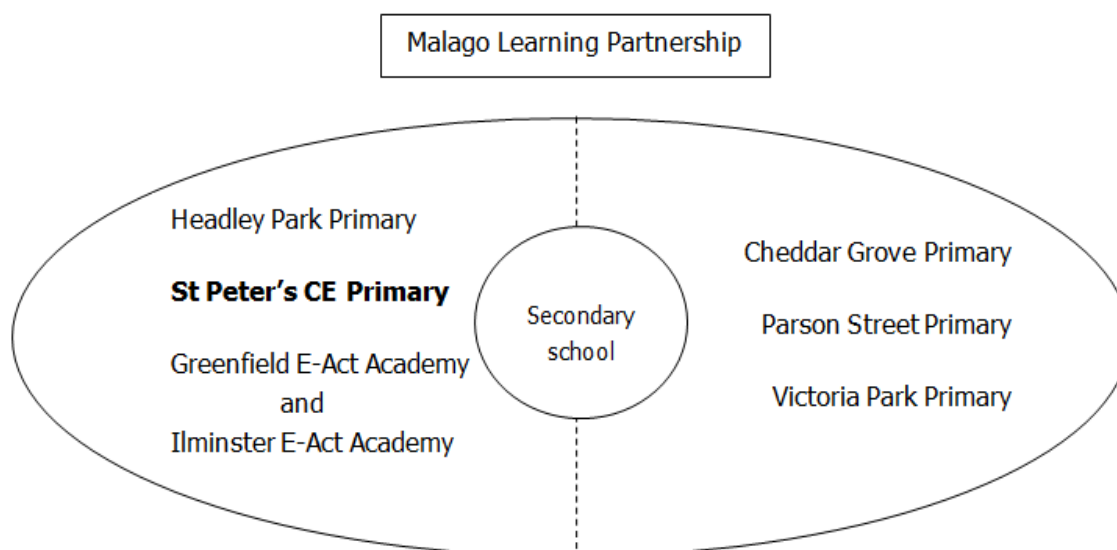 Malago Learning Partnership
Headley Park Primary
St Peter's CE Primary
Greenfield E-Act Academy
and
Ilminster E-Act Academy
Secondary
school
Cheddar Grove Primary
Parson Street Primary
Victoria Park Primary